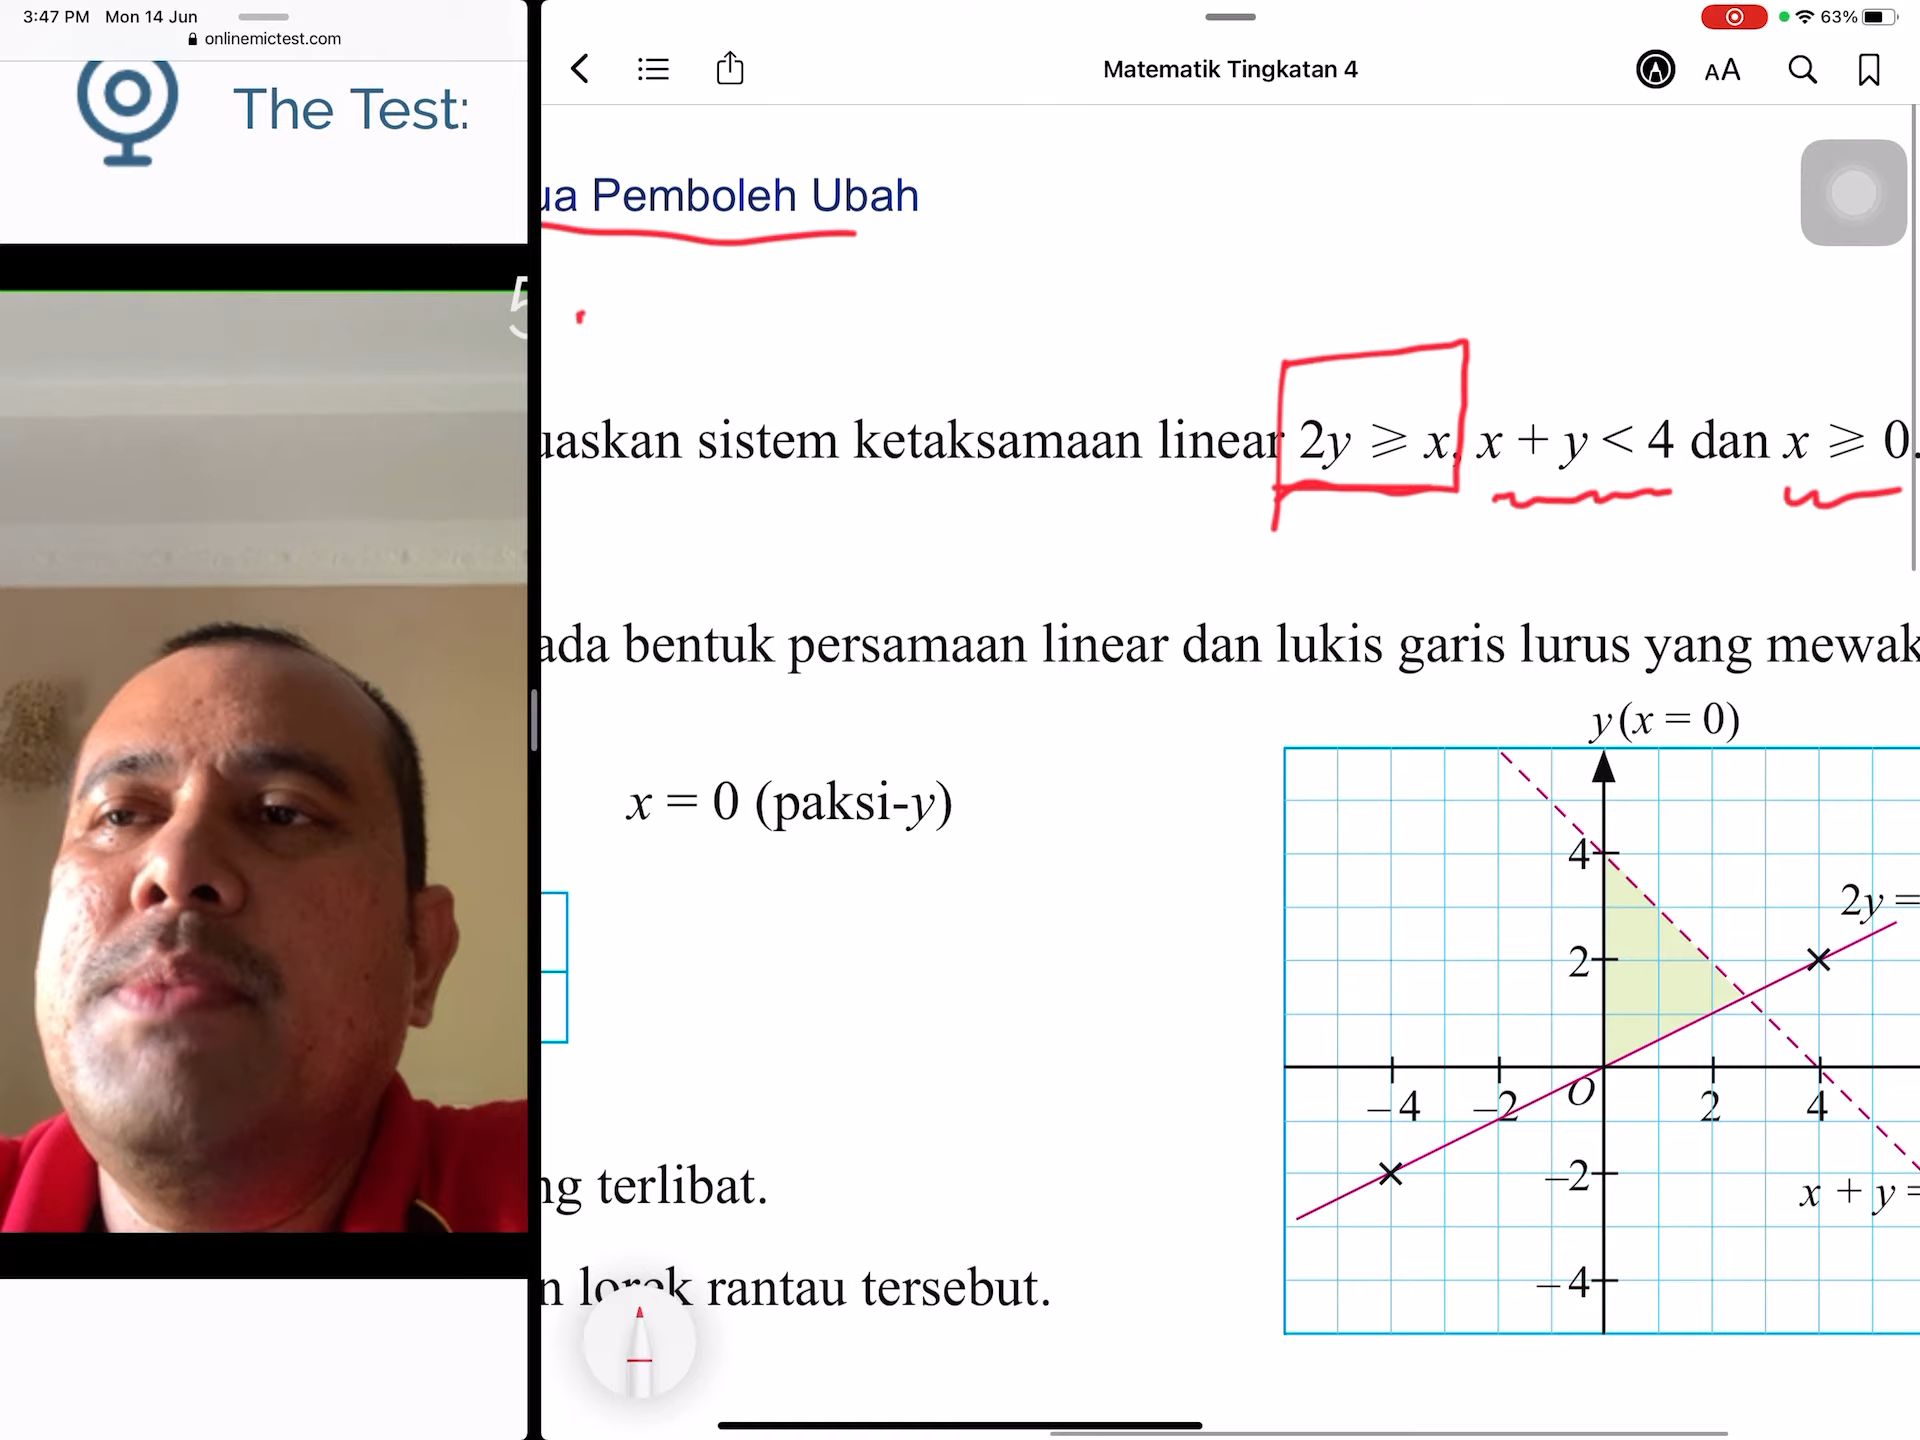 3:47 PM Mon 14 Jun
63%
onlinemictest.com
The Test:
Matematik Tingkatan 4
AA
ua Pemboleh Ubah
5
uaskan sistem ketaksamaan linear 2y ⩾ x, x + y < 4 dan x ⩾ 0.
ada bentuk persamaan linear dan lukis garis lurus yang mewak
y (x = 0)
x = 0 (paksi-y)
4
2y =
2
O
–4 –2 2 4
–2
x + y =
ng terlibat.
–4
n lorek rantau tersebut.